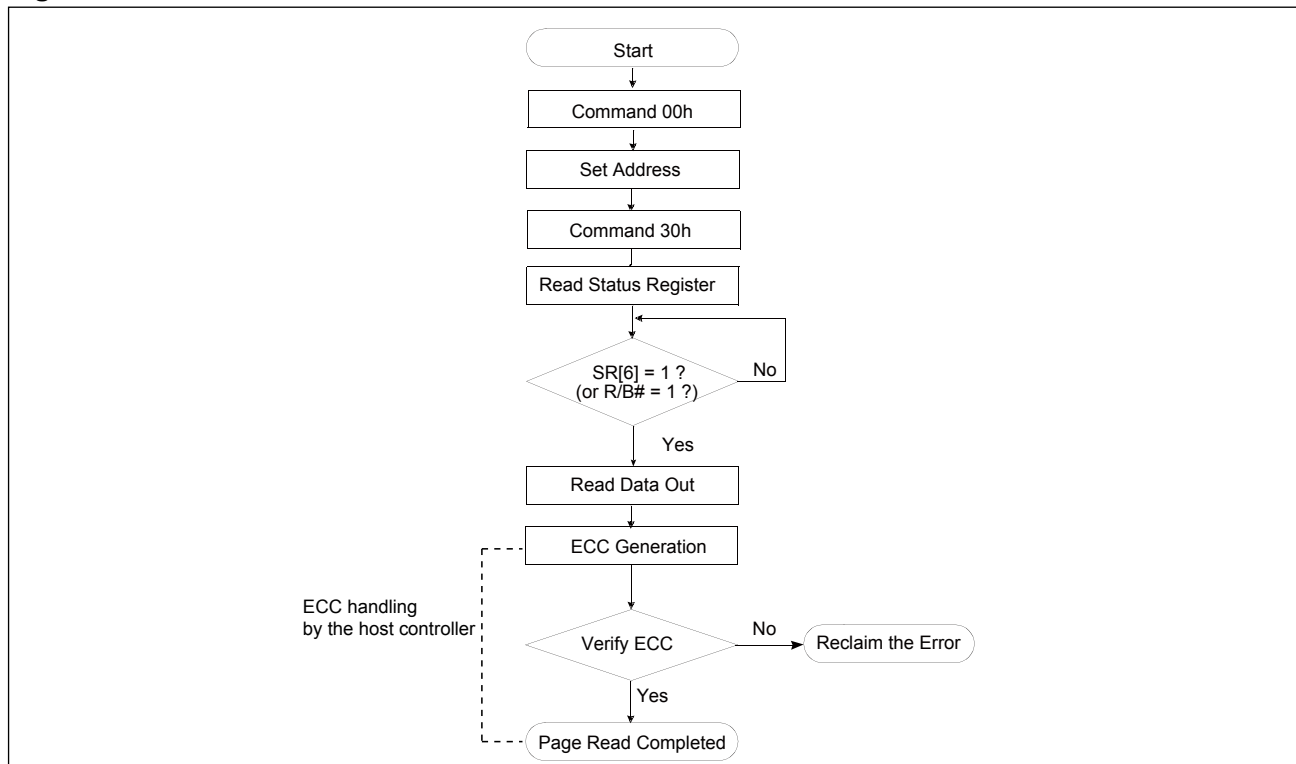 Start
Command 00h
Set Address
Command 30h
Read Status Register
SR[6] = 1 ?
(or R/B# = 1 ?)
No
Yes
Read Data Out
ECC Generation
ECC handling
by the host controller
Verify ECC
No
Reclaim the Error
Yes
Page Read Completed